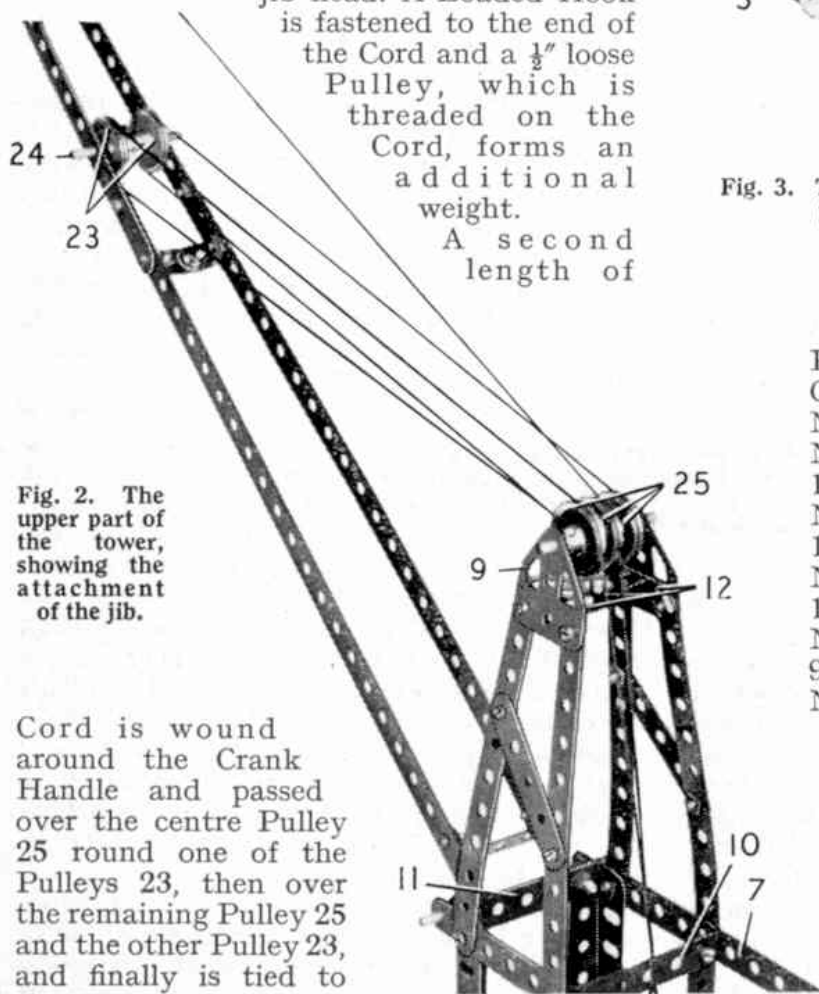 jib head. A Loaded Hook
is fastened to the end of
the Cord and a ½″ loose
Pulley, which is
threaded on the
Cord, forms an
additional
weight.
A second
length of
24
23
25
9
12
Fig. 2. The
upper part of
the tower,
showing the
attachment
of the jib.
11
10
7
Cord is wound
around the Crank
Handle and passed
over the centre Pulley
25 round one of the
Pulleys 23, then over
the remaining Pulley 25
and the other Pulley 23,
and finally is tied to
Fig. 3.